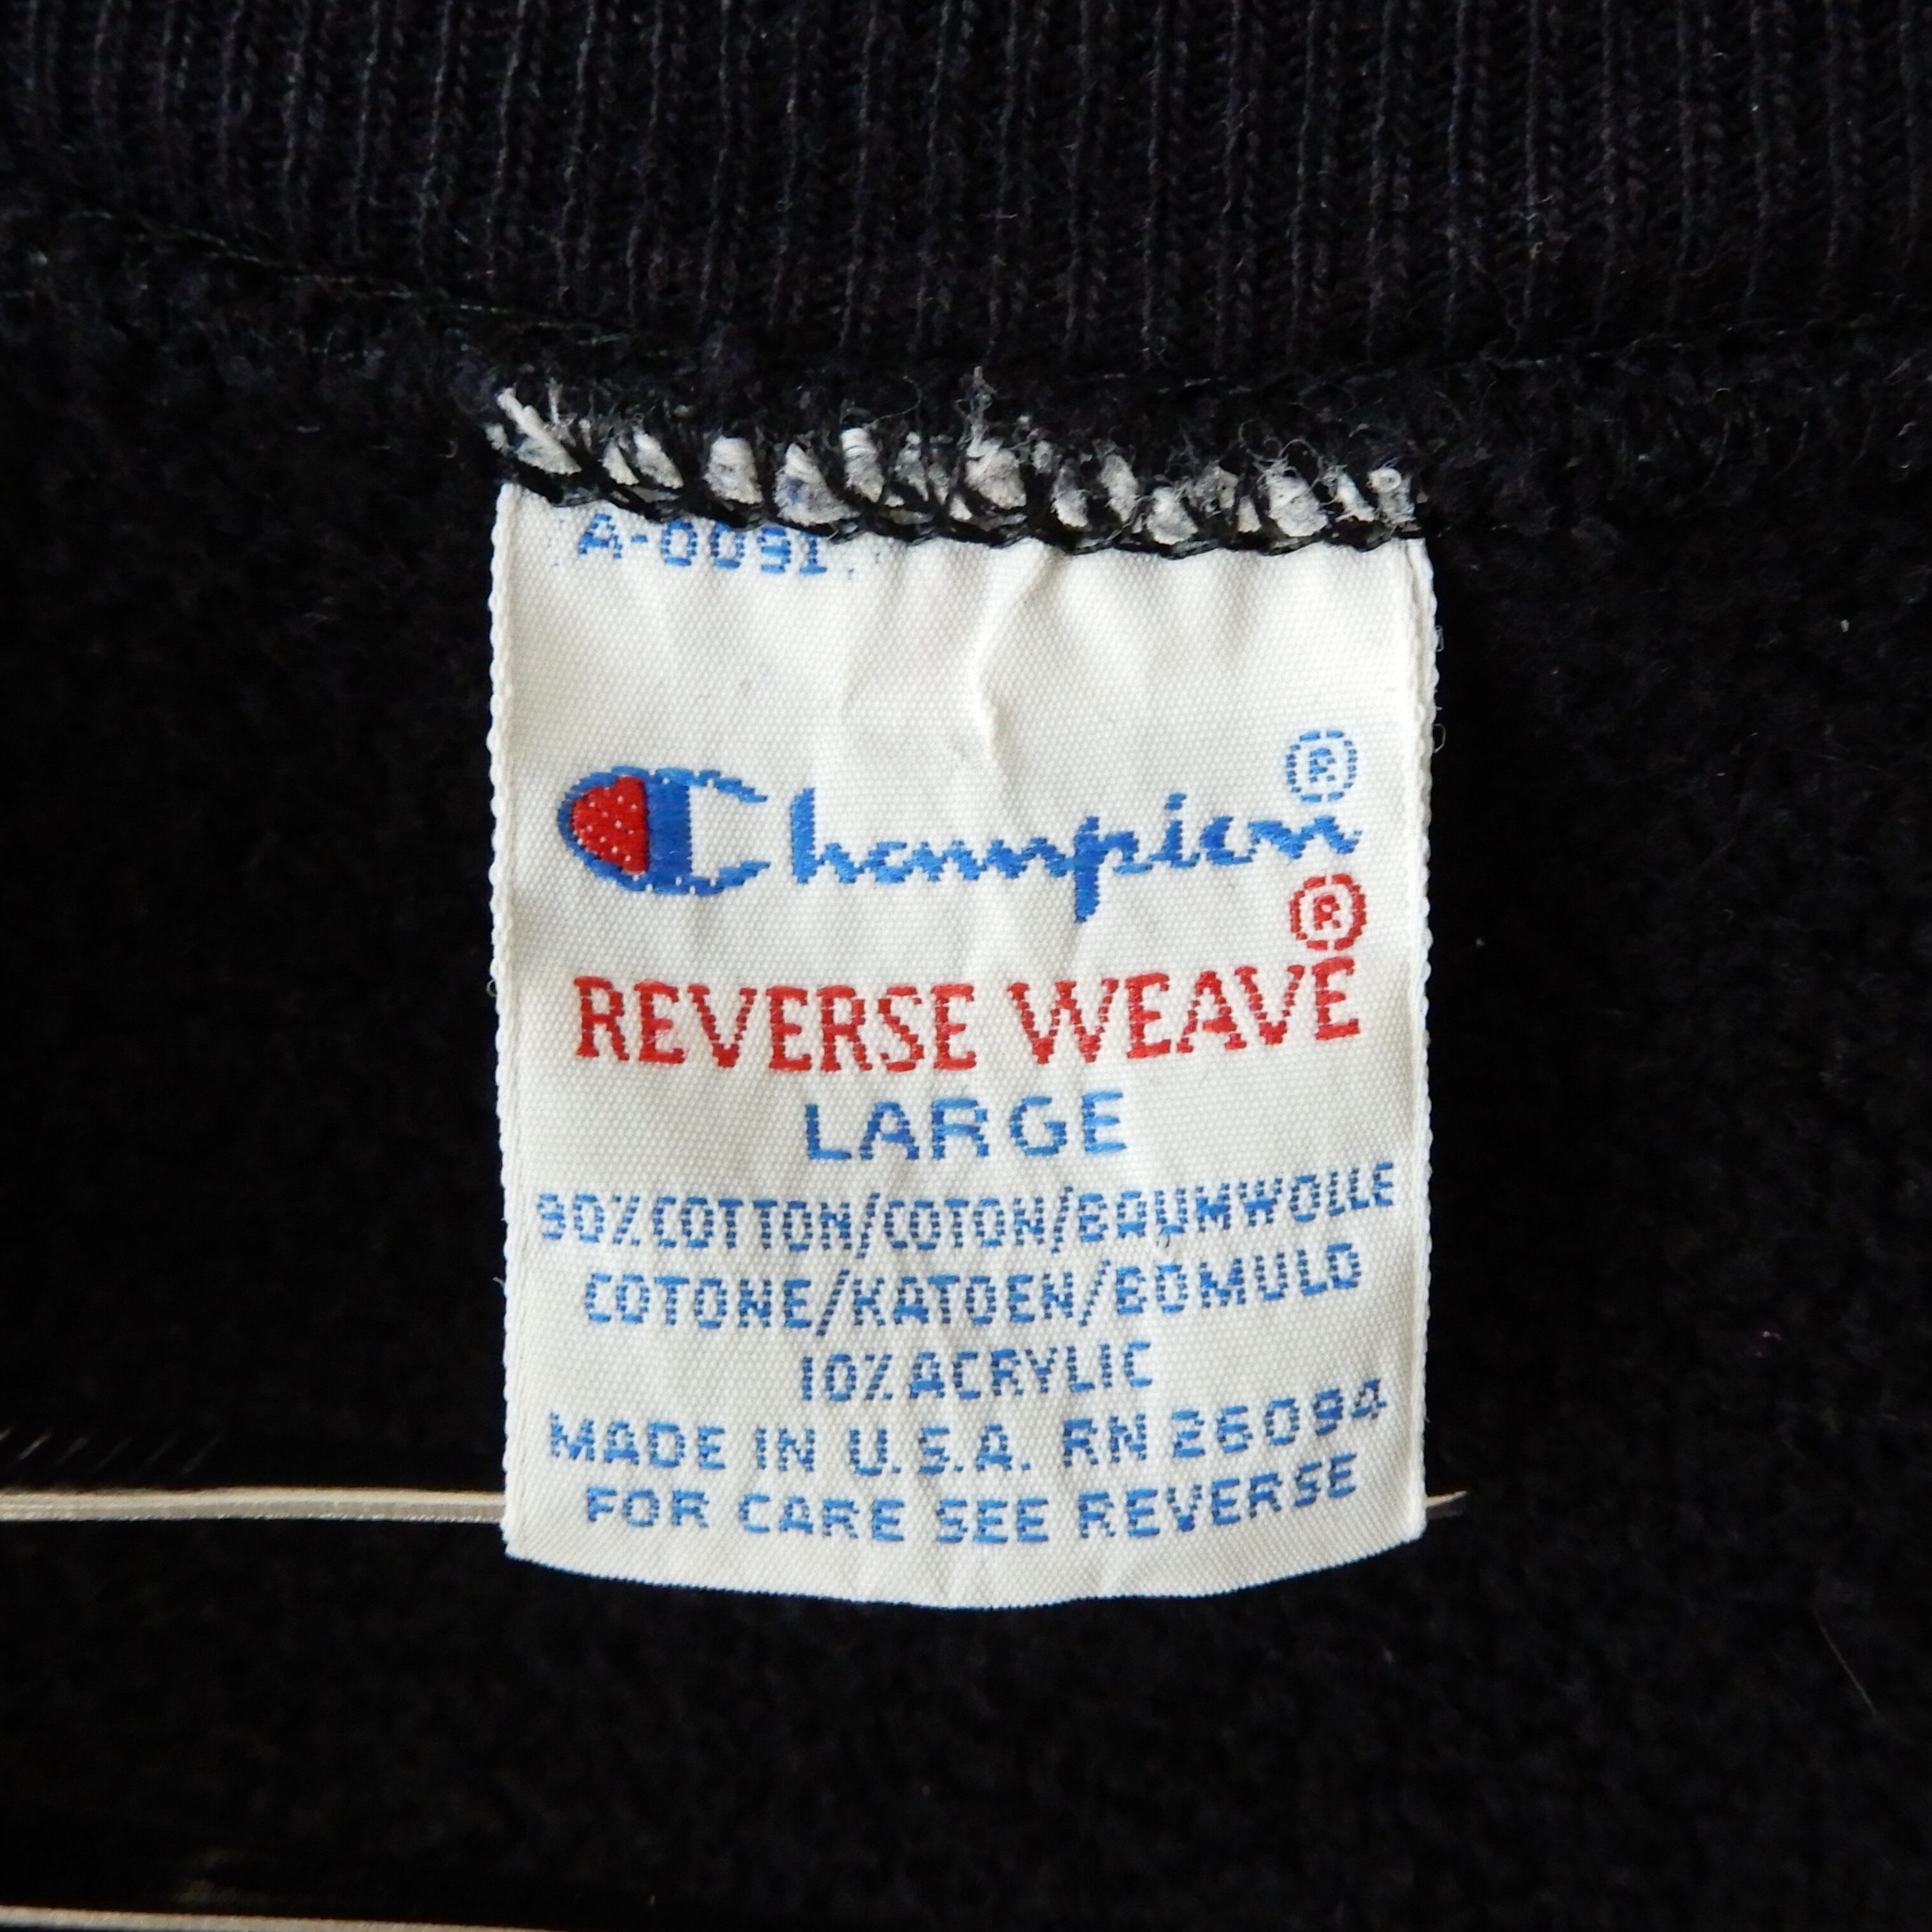 A-0091
Champion®
REVERSE WEAVE®
LARGE
90% COTTON/COTON/BAUMWOLLE
COTONE/KATOEN/BOMULD
10% ACRYLIC
MADE IN U.S.A. RN 26094
FOR CARE SEE REVERSE